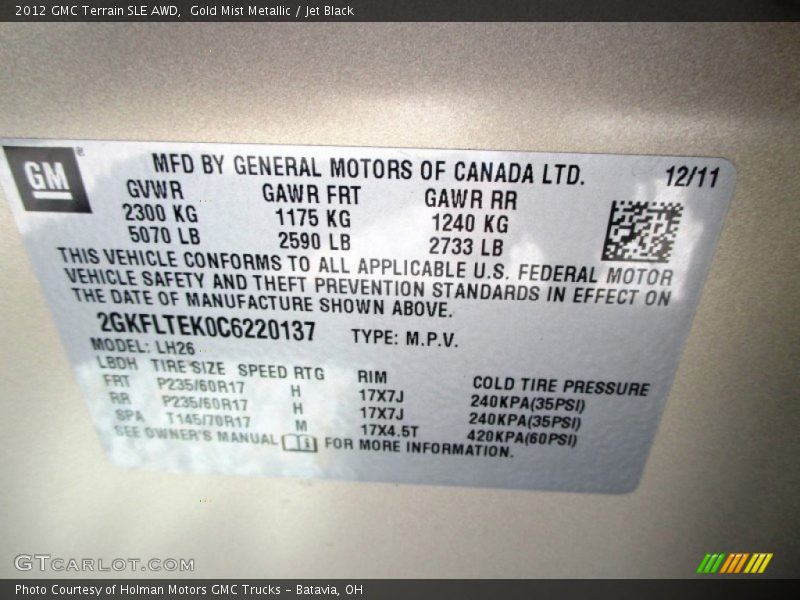 2012 GMC Terrain SLE AWD, Gold Mist Metallic / Jet Black
GM
MFD BY GENERAL MOTORS OF CANADA LTD. 12/11
GVWR GAWR FRT GAWR RR
2300 KG 1175 KG 1240 KG
5070 LB 2590 LB 2733 LB
THIS VEHICLE CONFORMS TO ALL APPLICABLE U.S. FEDERAL MOTOR
VEHICLE SAFETY AND THEFT PREVENTION STANDARDS IN EFFECT ON
THE DATE OF MANUFACTURE SHOWN ABOVE.
2GKFLTEK0C6220137 TYPE: M.P.V.
MODEL: LH26
LBDH TIRE SIZE SPEED RTG RIM COLD TIRE PRESSURE
FRT P235/60R17 H 17X7J 240KPA(35PSI)
RR P235/60R17 H 17X7J 240KPA(35PSI)
SPA T145/70R17 M 17X4.5T 420KPA(60PSI)
SEE OWNER'S MANUAL FOR MORE INFORMATION.
GTCARLOT.COM
Photo Courtesy of Holman Motors GMC Trucks - Batavia, OH